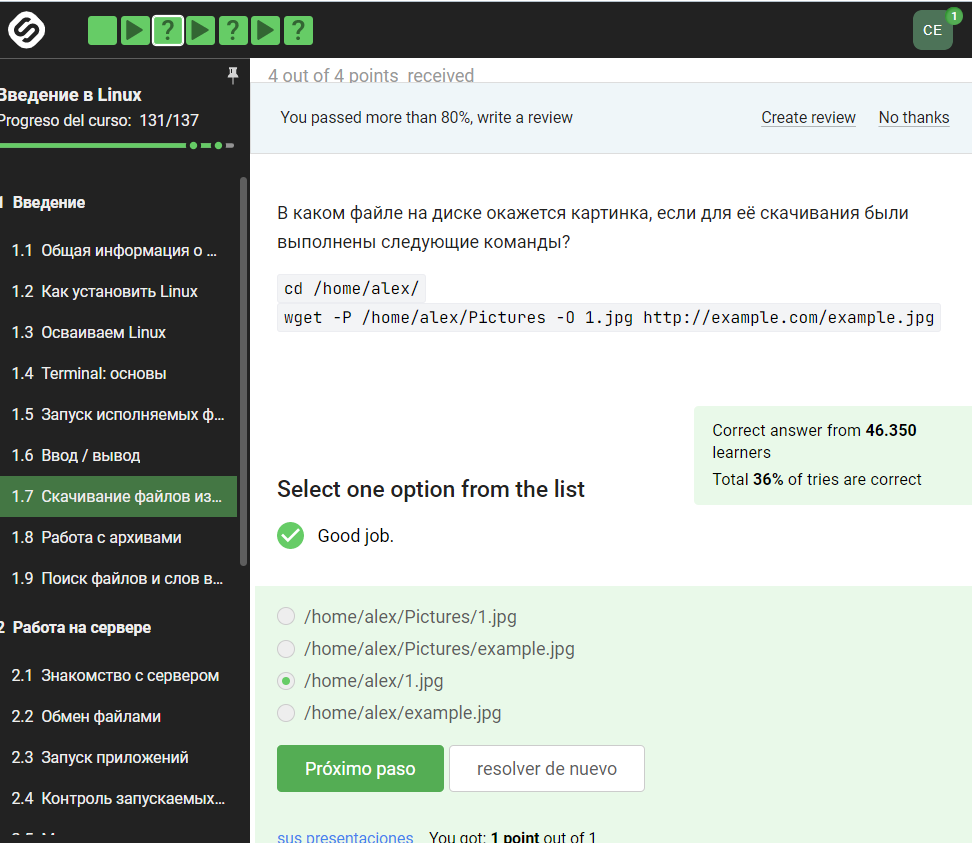 CE
1
4 out of 4 points received
Введение в Linux
Progreso del curso: 131/137
You passed more than 80%, write a review
Create review
No thanks
1 Введение
1.1 Общая информация о ...
1.2 Как установить Linux
1.3 Осваиваем Linux
1.4 Terminal: основы
1.5 Запуск исполняемых ф...
1.6 Ввод / вывод
1.7 Скачивание файлов из...
1.8 Работа с архивами
1.9 Поиск файлов и слов в...
2 Работа на сервере
2.1 Знакомство с сервером
2.2 Обмен файлами
2.3 Запуск приложений
2.4 Контроль запускаемых...
В каком файле на диске окажется картинка, если для её скачивания были
выполнены следующие команды?
cd /home/alex/
wget -P /home/alex/Pictures -O 1.jpg http://example.com/example.jpg
Correct answer from 46.350
learners
Total 36% of tries are correct
Select one option from the list
Good job.
/home/alex/Pictures/1.jpg
/home/alex/Pictures/example.jpg
/home/alex/1.jpg
/home/alex/example.jpg
Próximo paso
resolver de nuevo
sus presentaciones
You got: 1 point out of 1